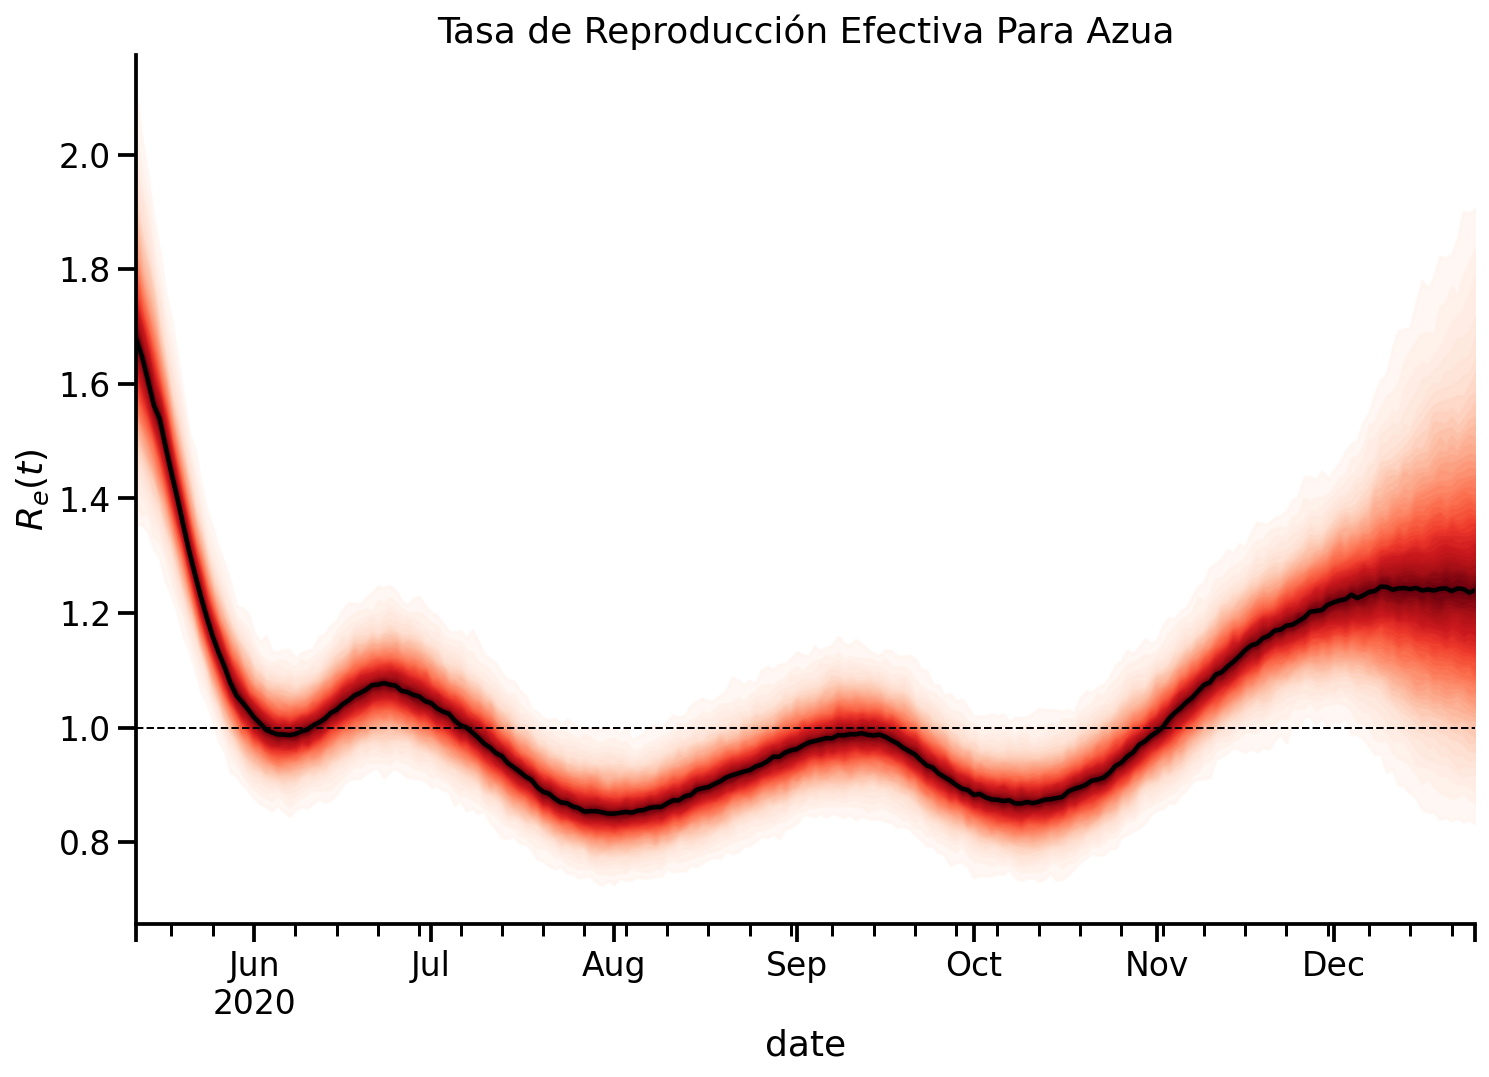 Tasa de Reproducción Efectiva Para Azua
2.0
1.8
1.6
1.4
1.2
1.0
0.8
Rₑ(t)
Jun Jul Aug Sep Oct Nov Dec
2020
date